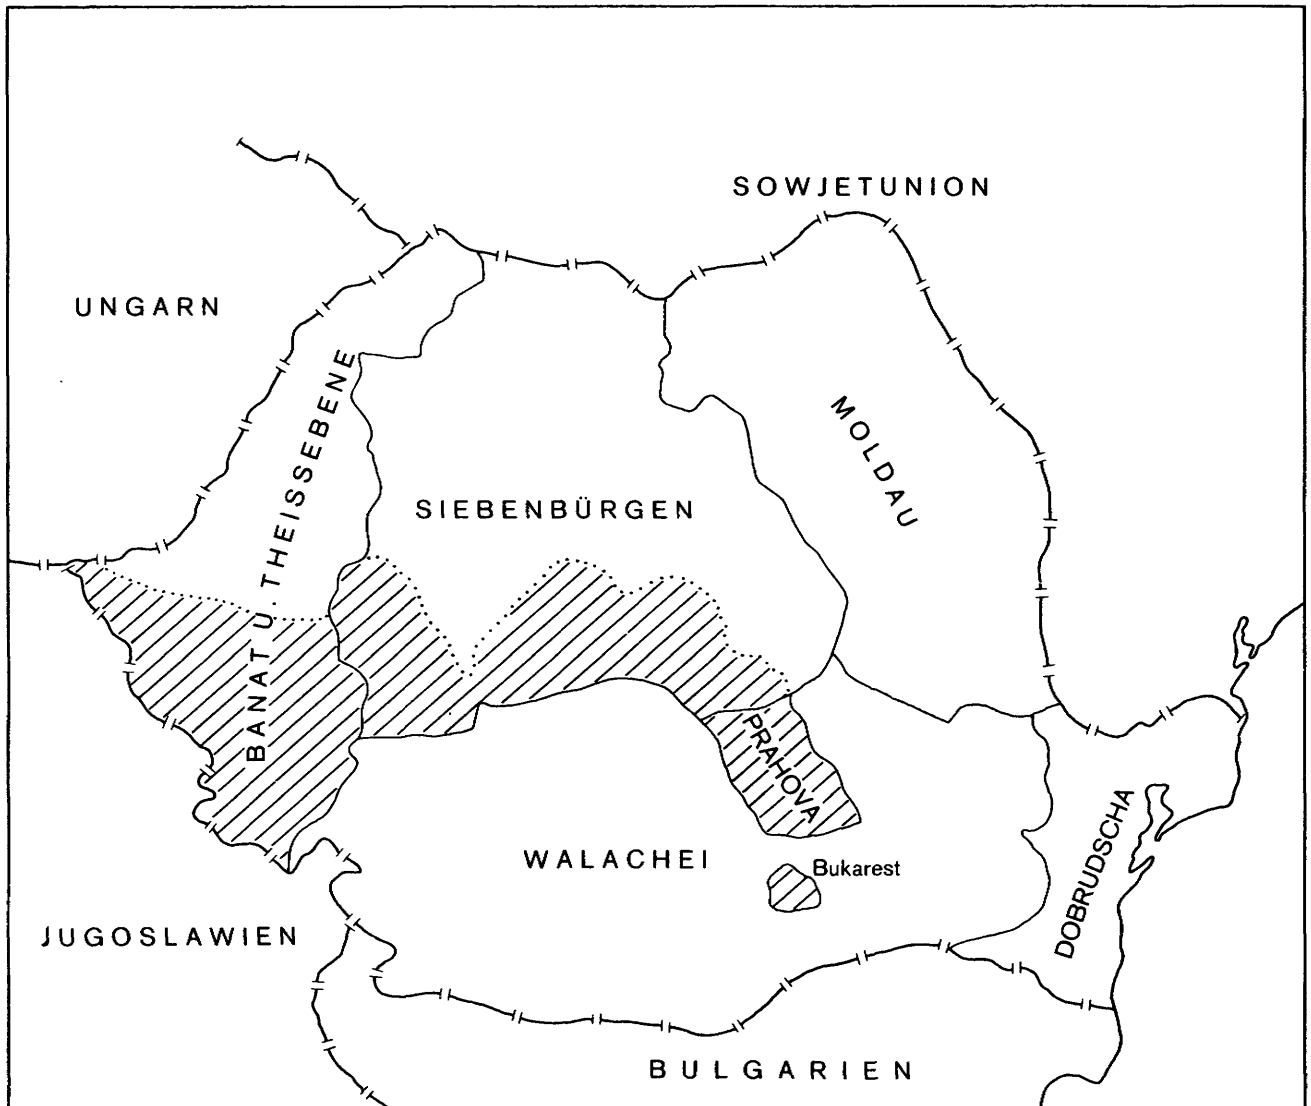 SOWJETUNION
UNGARN
BANAT U. THEISSEBENE
MOLDAU
SIEBENBÜRGEN
PRAHOVA
WALACHEI
Bukarest
DOBRUDSCHA
JUGOSLAWIEN
BULGARIEN